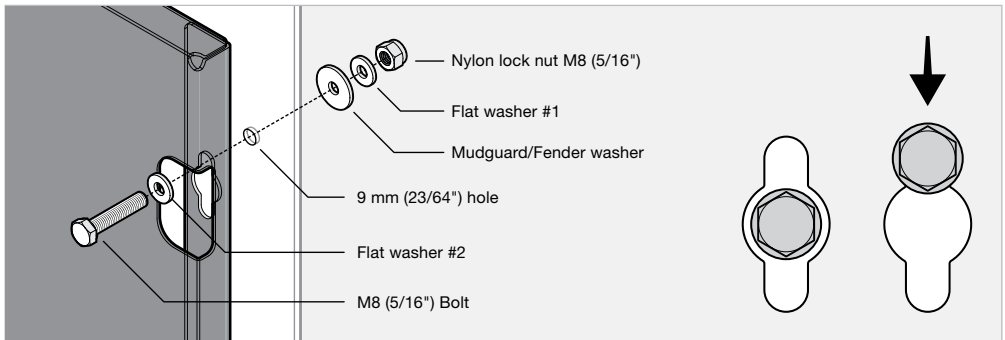 Nylon lock nut M8 (5/16")
Flat washer #1
Mudguard/Fender washer
9 mm (23/64") hole
Flat washer #2
M8 (5/16") Bolt